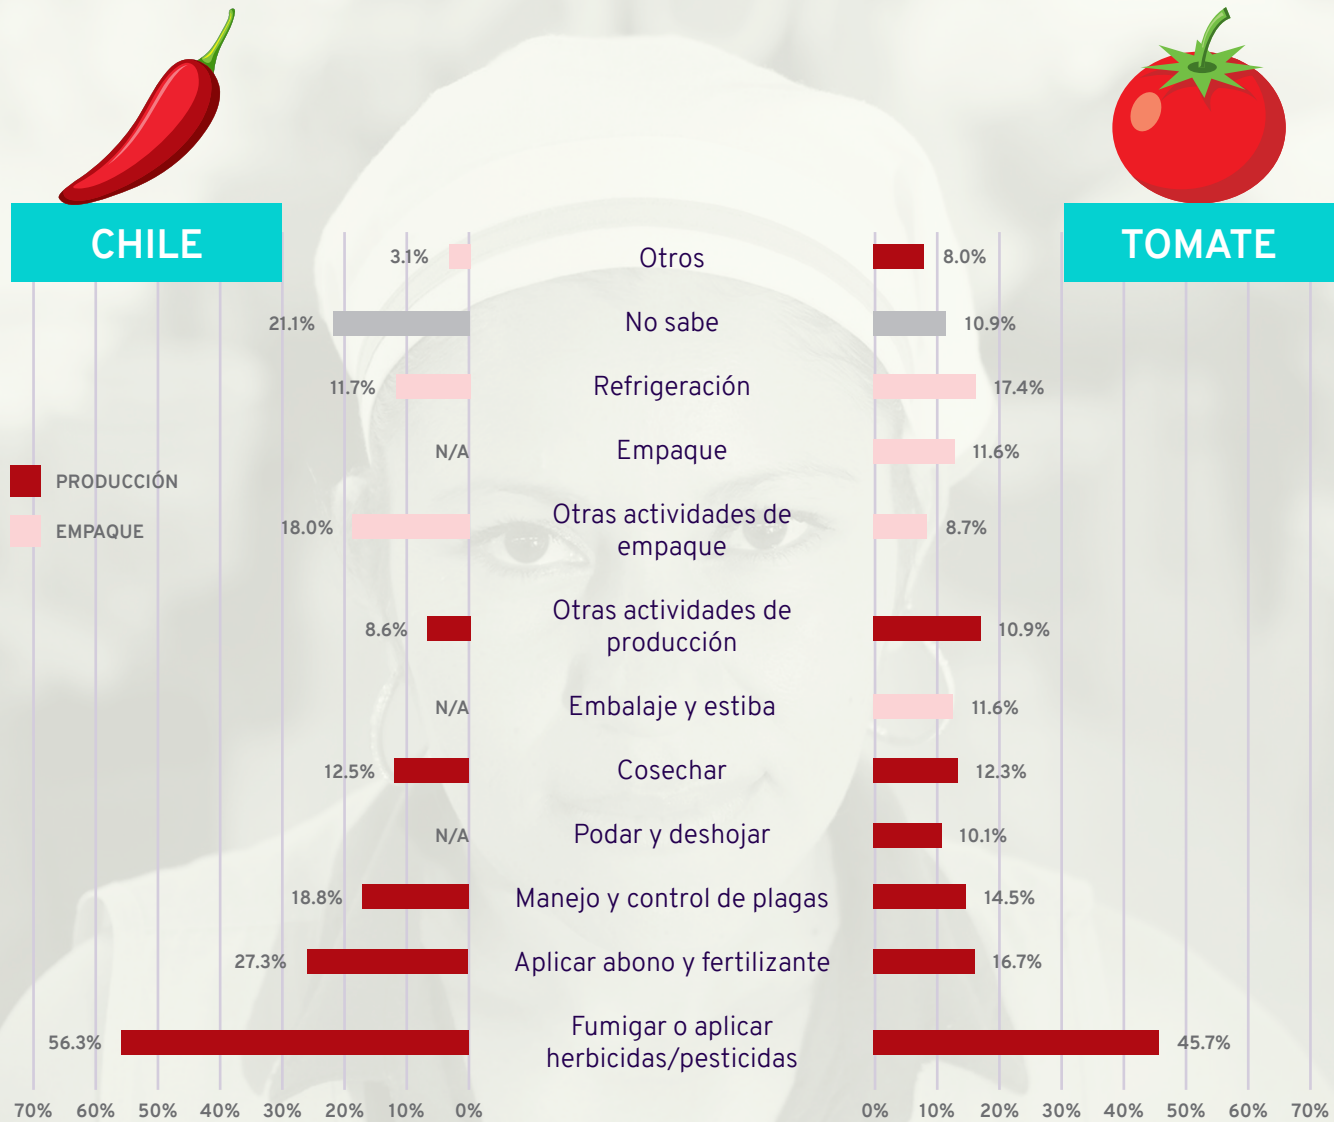 CHILE
TOMATE
3.1% Otros 8.0%
21.1% No sabe 10.9%
11.7% Refrigeración 17.4%
N/A Empaque 11.6%
PRODUCCIÓN
EMPAQUE
18.0% Otras actividades de
empaque 8.7%
8.6% Otras actividades de
producción 10.9%
N/A Embalaje y estiba 11.6%
12.5% Cosechar 12.3%
N/A Podar y deshojar 10.1%
18.8% Manejo y control de plagas 14.5%
27.3% Aplicar abono y fertilizante 16.7%
56.3% Fumigar o aplicar
herbicidas/pesticidas 45.7%
70% 60% 50% 40% 30% 20% 10% 0% 0% 10% 20% 30% 40% 50% 60% 70%